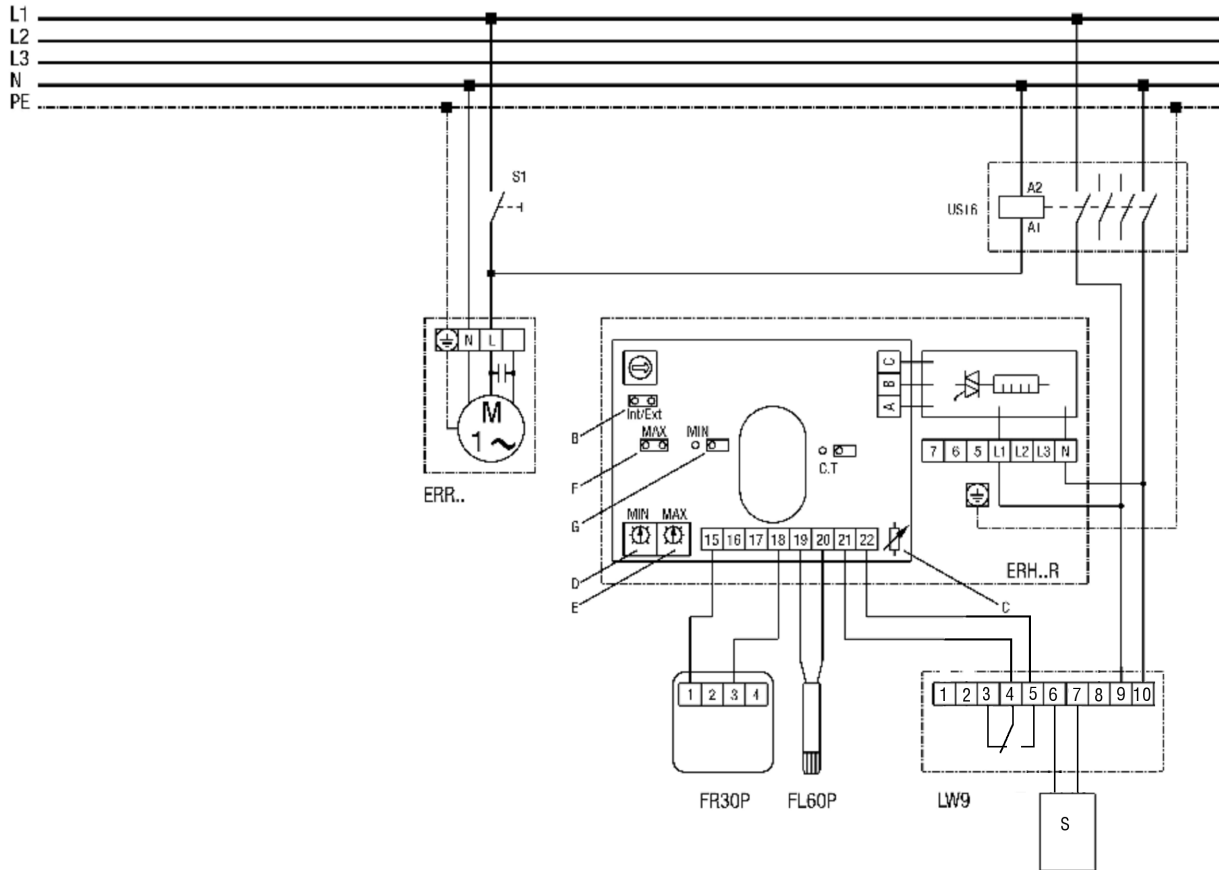 L1
L2
L3
N
PE
S1
A2
UST6
A1
N L
M
1~
ERR..
Int/Ext
B
MAX MIN
F
C.T
G
MIN MAX
D
E
C
B
A
7 6 5 L1 L2 L3 N
15 16 17 18 19 20 21 22
ERH..R
C
1 2 3 4
FR30P
FL60P
1 2 3 4 5 6 7 8 9 10
LW9
S